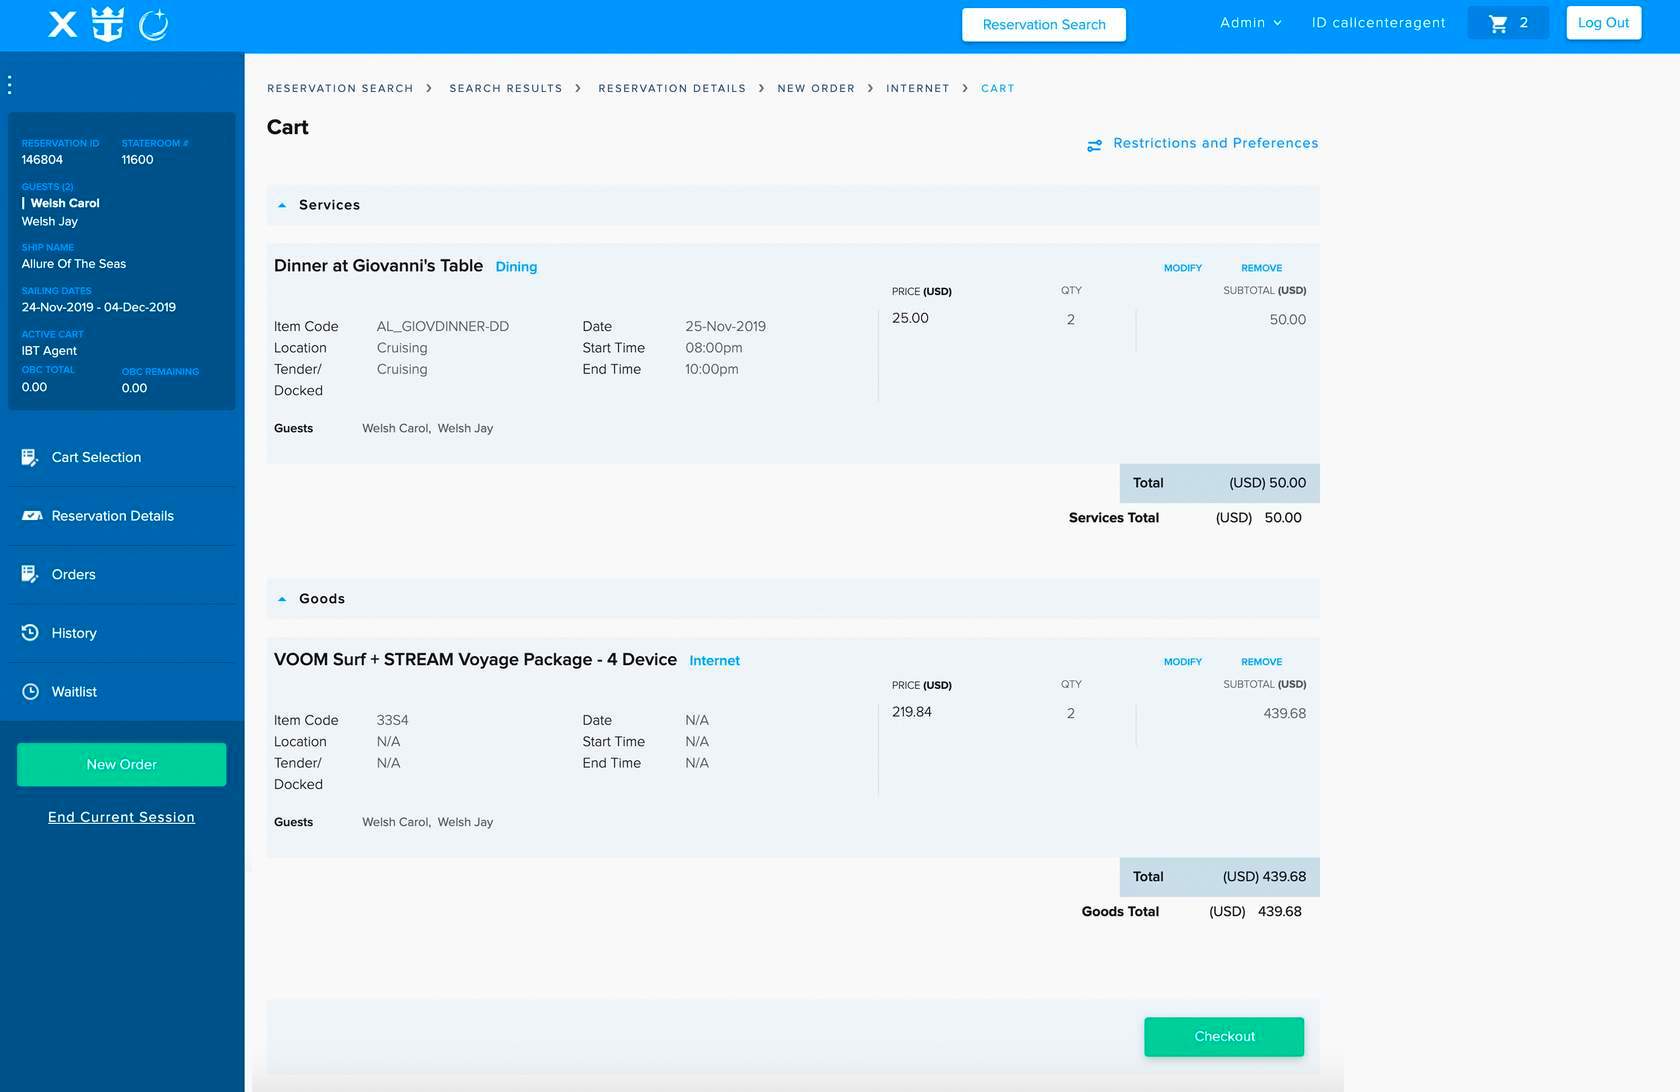 Reservation Search
Admin
ID callcenteragent
2
Log Out
RESERVATION ID STATEROOM #
146804 11600
GUESTS (2)
| Welsh Carol
Welsh Jay
SHIP NAME
Allure Of The Seas
SAILING DATES
24-Nov-2019 - 04-Dec-2019
ACTIVE CART
IBT Agent
OBC TOTAL OBC REMAINING
0.00 0.00
Cart Selection
Reservation Details
Orders
History
Waitlist
New Order
End Current Session
RESERVATION SEARCH > SEARCH RESULTS > RESERVATION DETAILS > NEW ORDER > INTERNET > CART
Cart
Restrictions and Preferences
Services
Dinner at Giovanni's Table Dining
MODIFY REMOVE
PRICE (USD) QTY SUBTOTAL (USD)
25.00 2 50.00
Item Code AL_GIOVDINNER-DD Date 25-Nov-2019
Location Cruising Start Time 08:00pm
Tender/ Cruising End Time 10:00pm
Docked
Guests Welsh Carol, Welsh Jay
Total (USD) 50.00
Services Total (USD) 50.00
Goods
VOOM Surf + STREAM Voyage Package - 4 Device Internet
MODIFY REMOVE
PRICE (USD) QTY SUBTOTAL (USD)
219.84 2 439.68
Item Code 33S4 Date N/A
Location N/A Start Time N/A
Tender/ N/A End Time N/A
Docked
Guests Welsh Carol, Welsh Jay
Total (USD) 439.68
Goods Total (USD) 439.68
Checkout